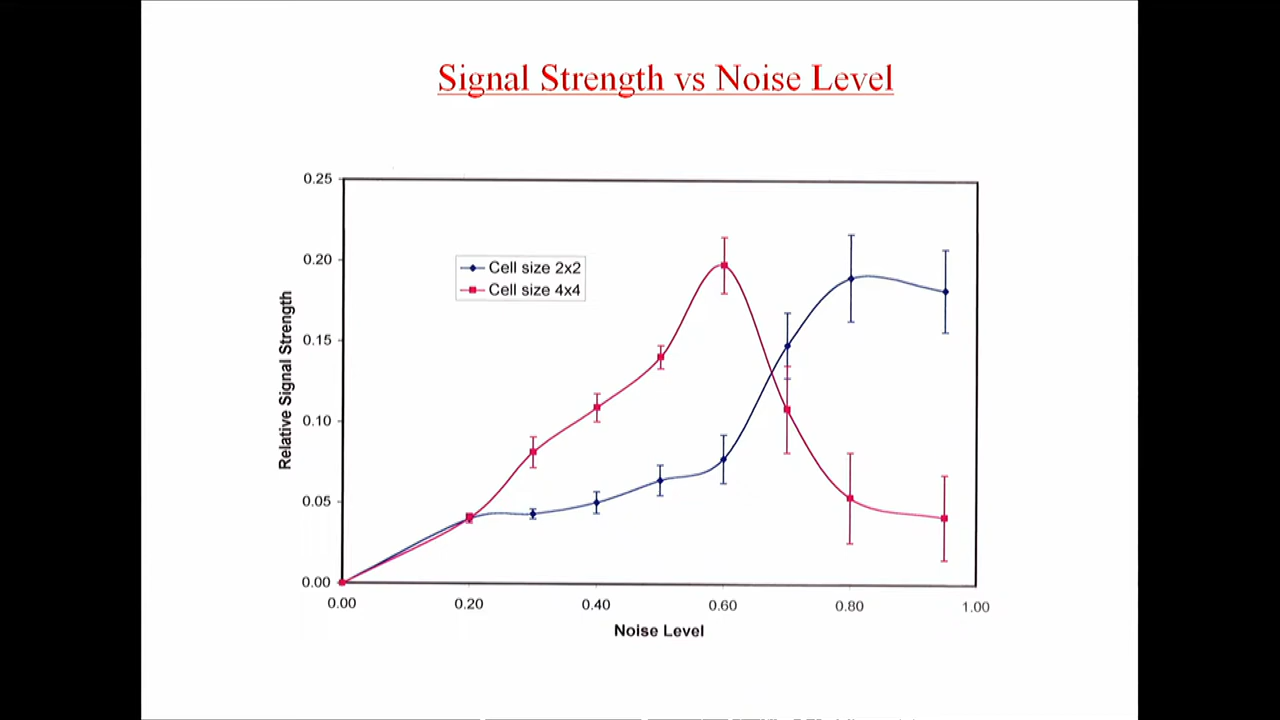 Signal Strength vs Noise Level
0.25
0.20
0.15
0.10
0.05
0.00
Relative Signal Strength
Cell size 2x2
Cell size 4x4
0.00 0.20 0.40 0.60 0.80 1.00
Noise Level